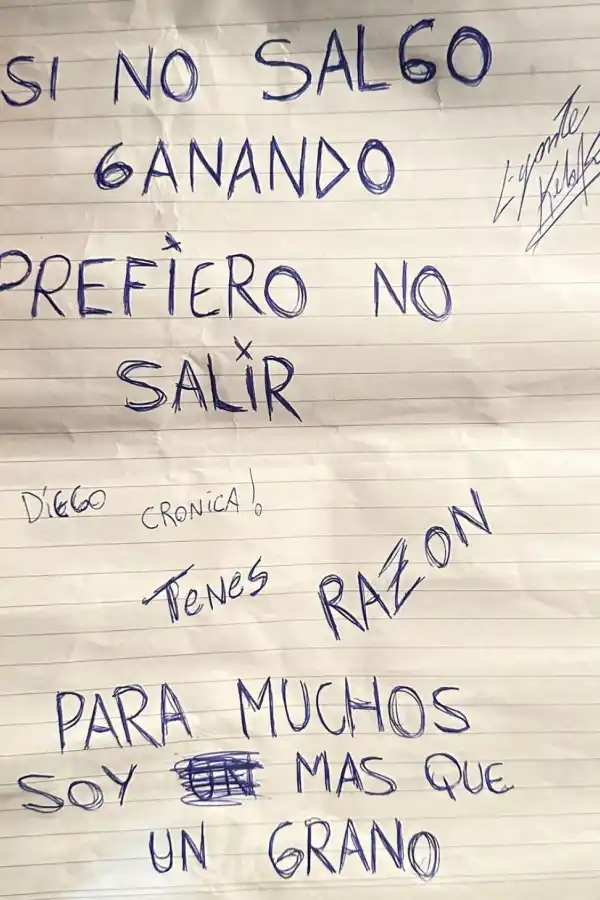 SI NO SALGO
GANANDO
PREFIERO NO
SALIR
DIEGO CRONICA!
TENES RAZON
PARA MUCHOS
SOY UN MAS QUE
UN GRANO